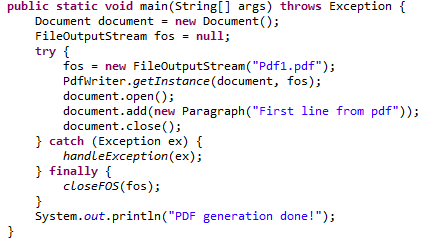 public static void main(String[] args) throws Exception {
    Document document = new Document();
    FileOutputStream fos = null;
    try {
        fos = new FileOutputStream("Pdf1.pdf");
        PdfWriter.getInstance(document, fos);
        document.open();
        document.add(new Paragraph("First line from pdf"));
        document.close();
    } catch (Exception ex) {
        handleException(ex);
    } finally {
        closeFOS(fos);
    }
    System.out.println("PDF generation done!");
}